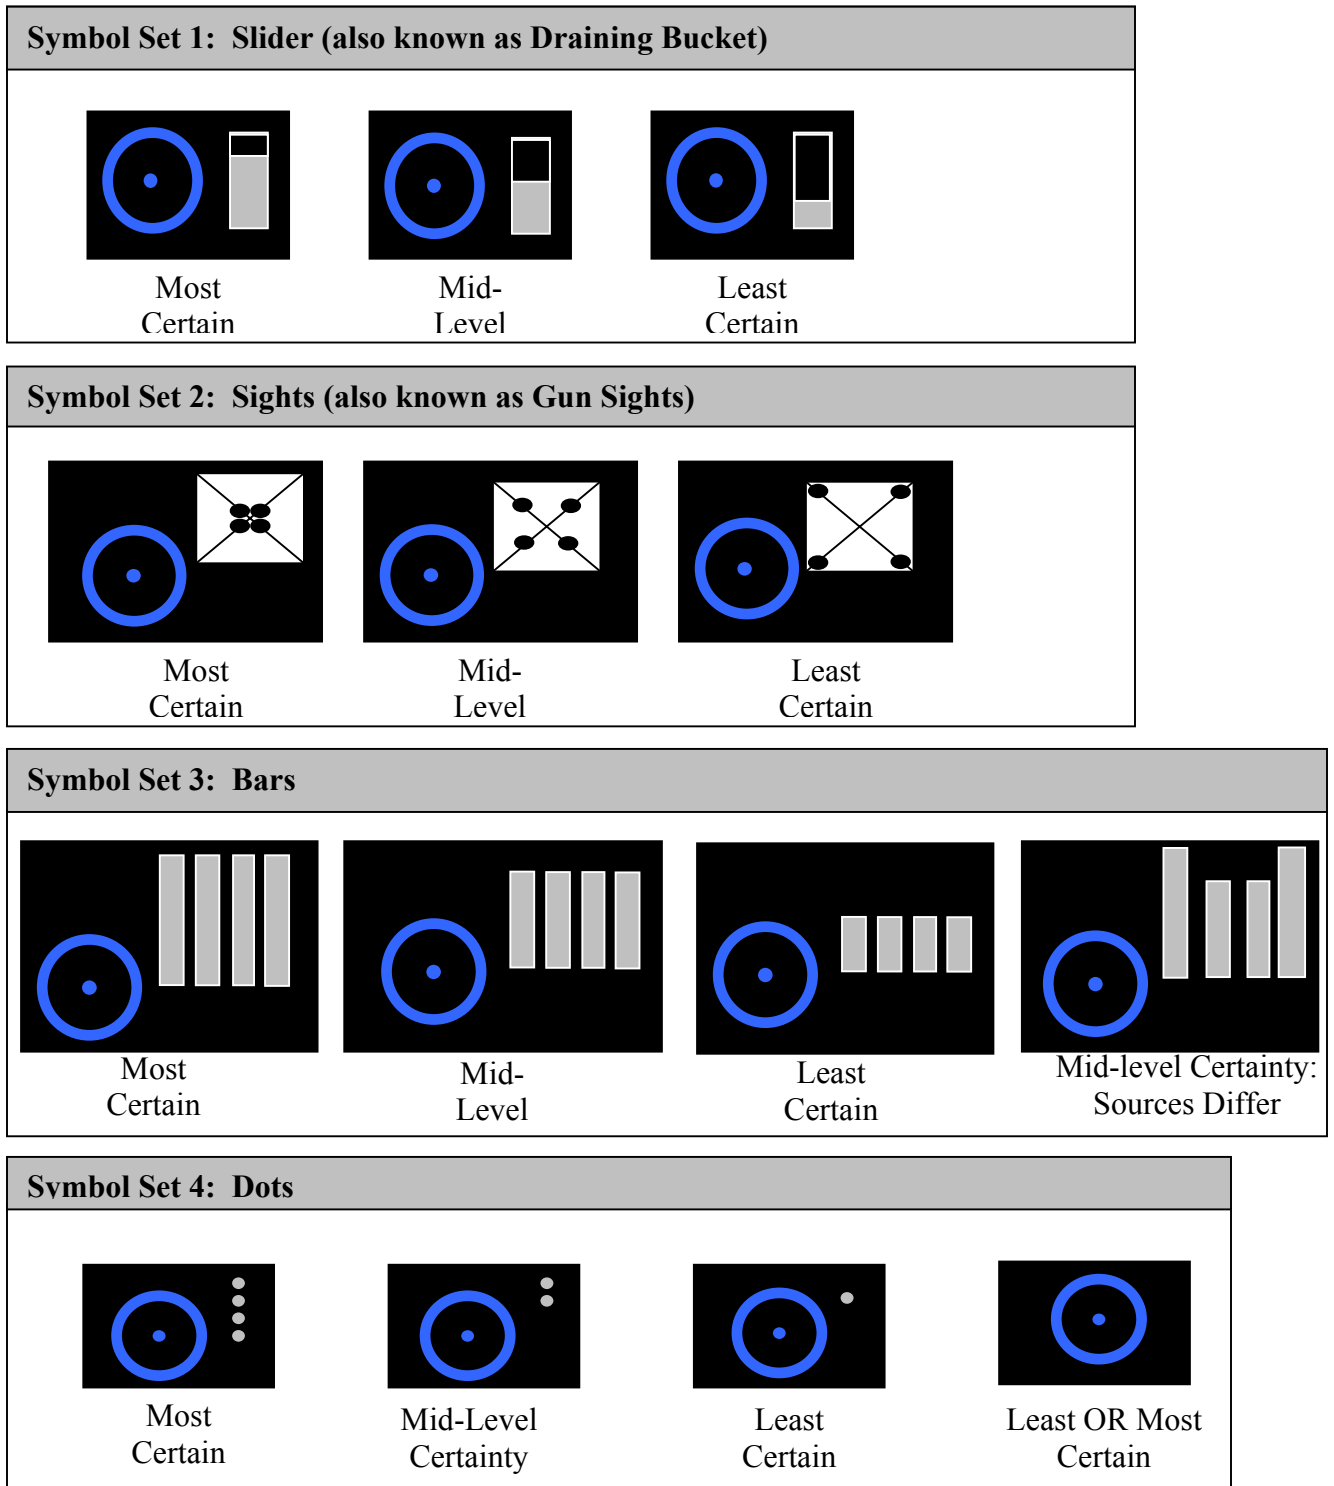 Symbol Set 1: Slider (also known as Draining Bucket)
Most
Certain
Mid-
Level
Least
Certain
Symbol Set 2: Sights (also known as Gun Sights)
Most
Certain
Mid-
Level
Least
Certain
Symbol Set 3: Bars
Most
Certain
Mid-
Level
Least
Certain
Mid-level Certainty:
Sources Differ
Symbol Set 4: Dots
Most
Certain
Mid-Level
Certainty
Least
Certain
Least OR Most
Certain